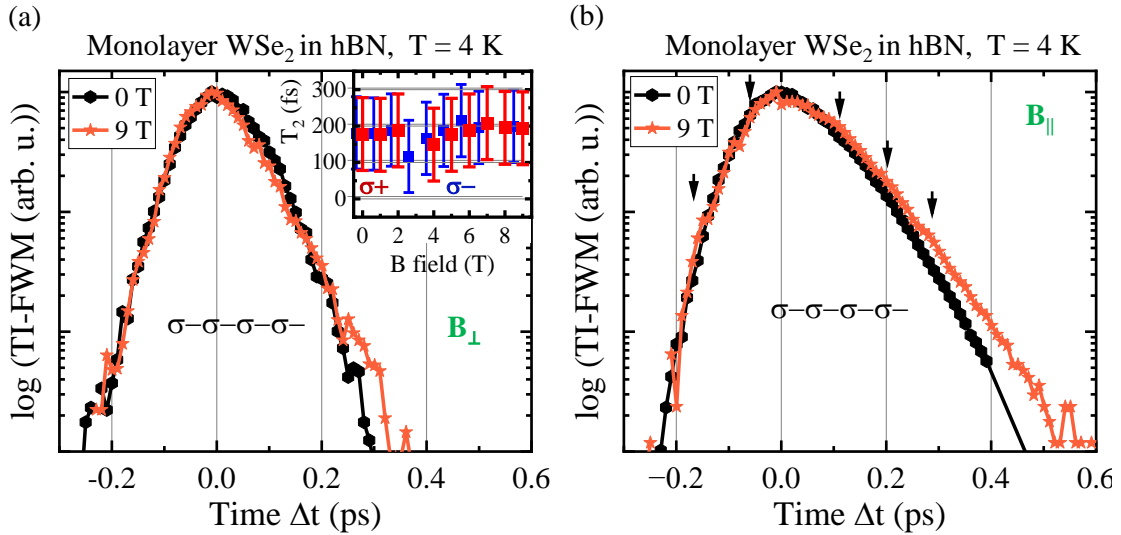 (a)
Monolayer WSe₂ in hBN, T = 4 K
0 T
9 T
T₂ (fs)
300
200
100
0
σ+
σ−
0 2 4 6 8
B field (T)
σ−σ−σ−σ−
B⊥
log (TI-FWM (arb. u.))
-0.2 0.0 0.2 0.4 0.6
Time Δt (ps)
(b)
Monolayer WSe₂ in hBN, T = 4 K
0 T
9 T
B∥
σ−σ−σ−σ−
log (TI-FWM (arb. u.))
−0.2 0.0 0.2 0.4 0.6
Time Δt (ps)